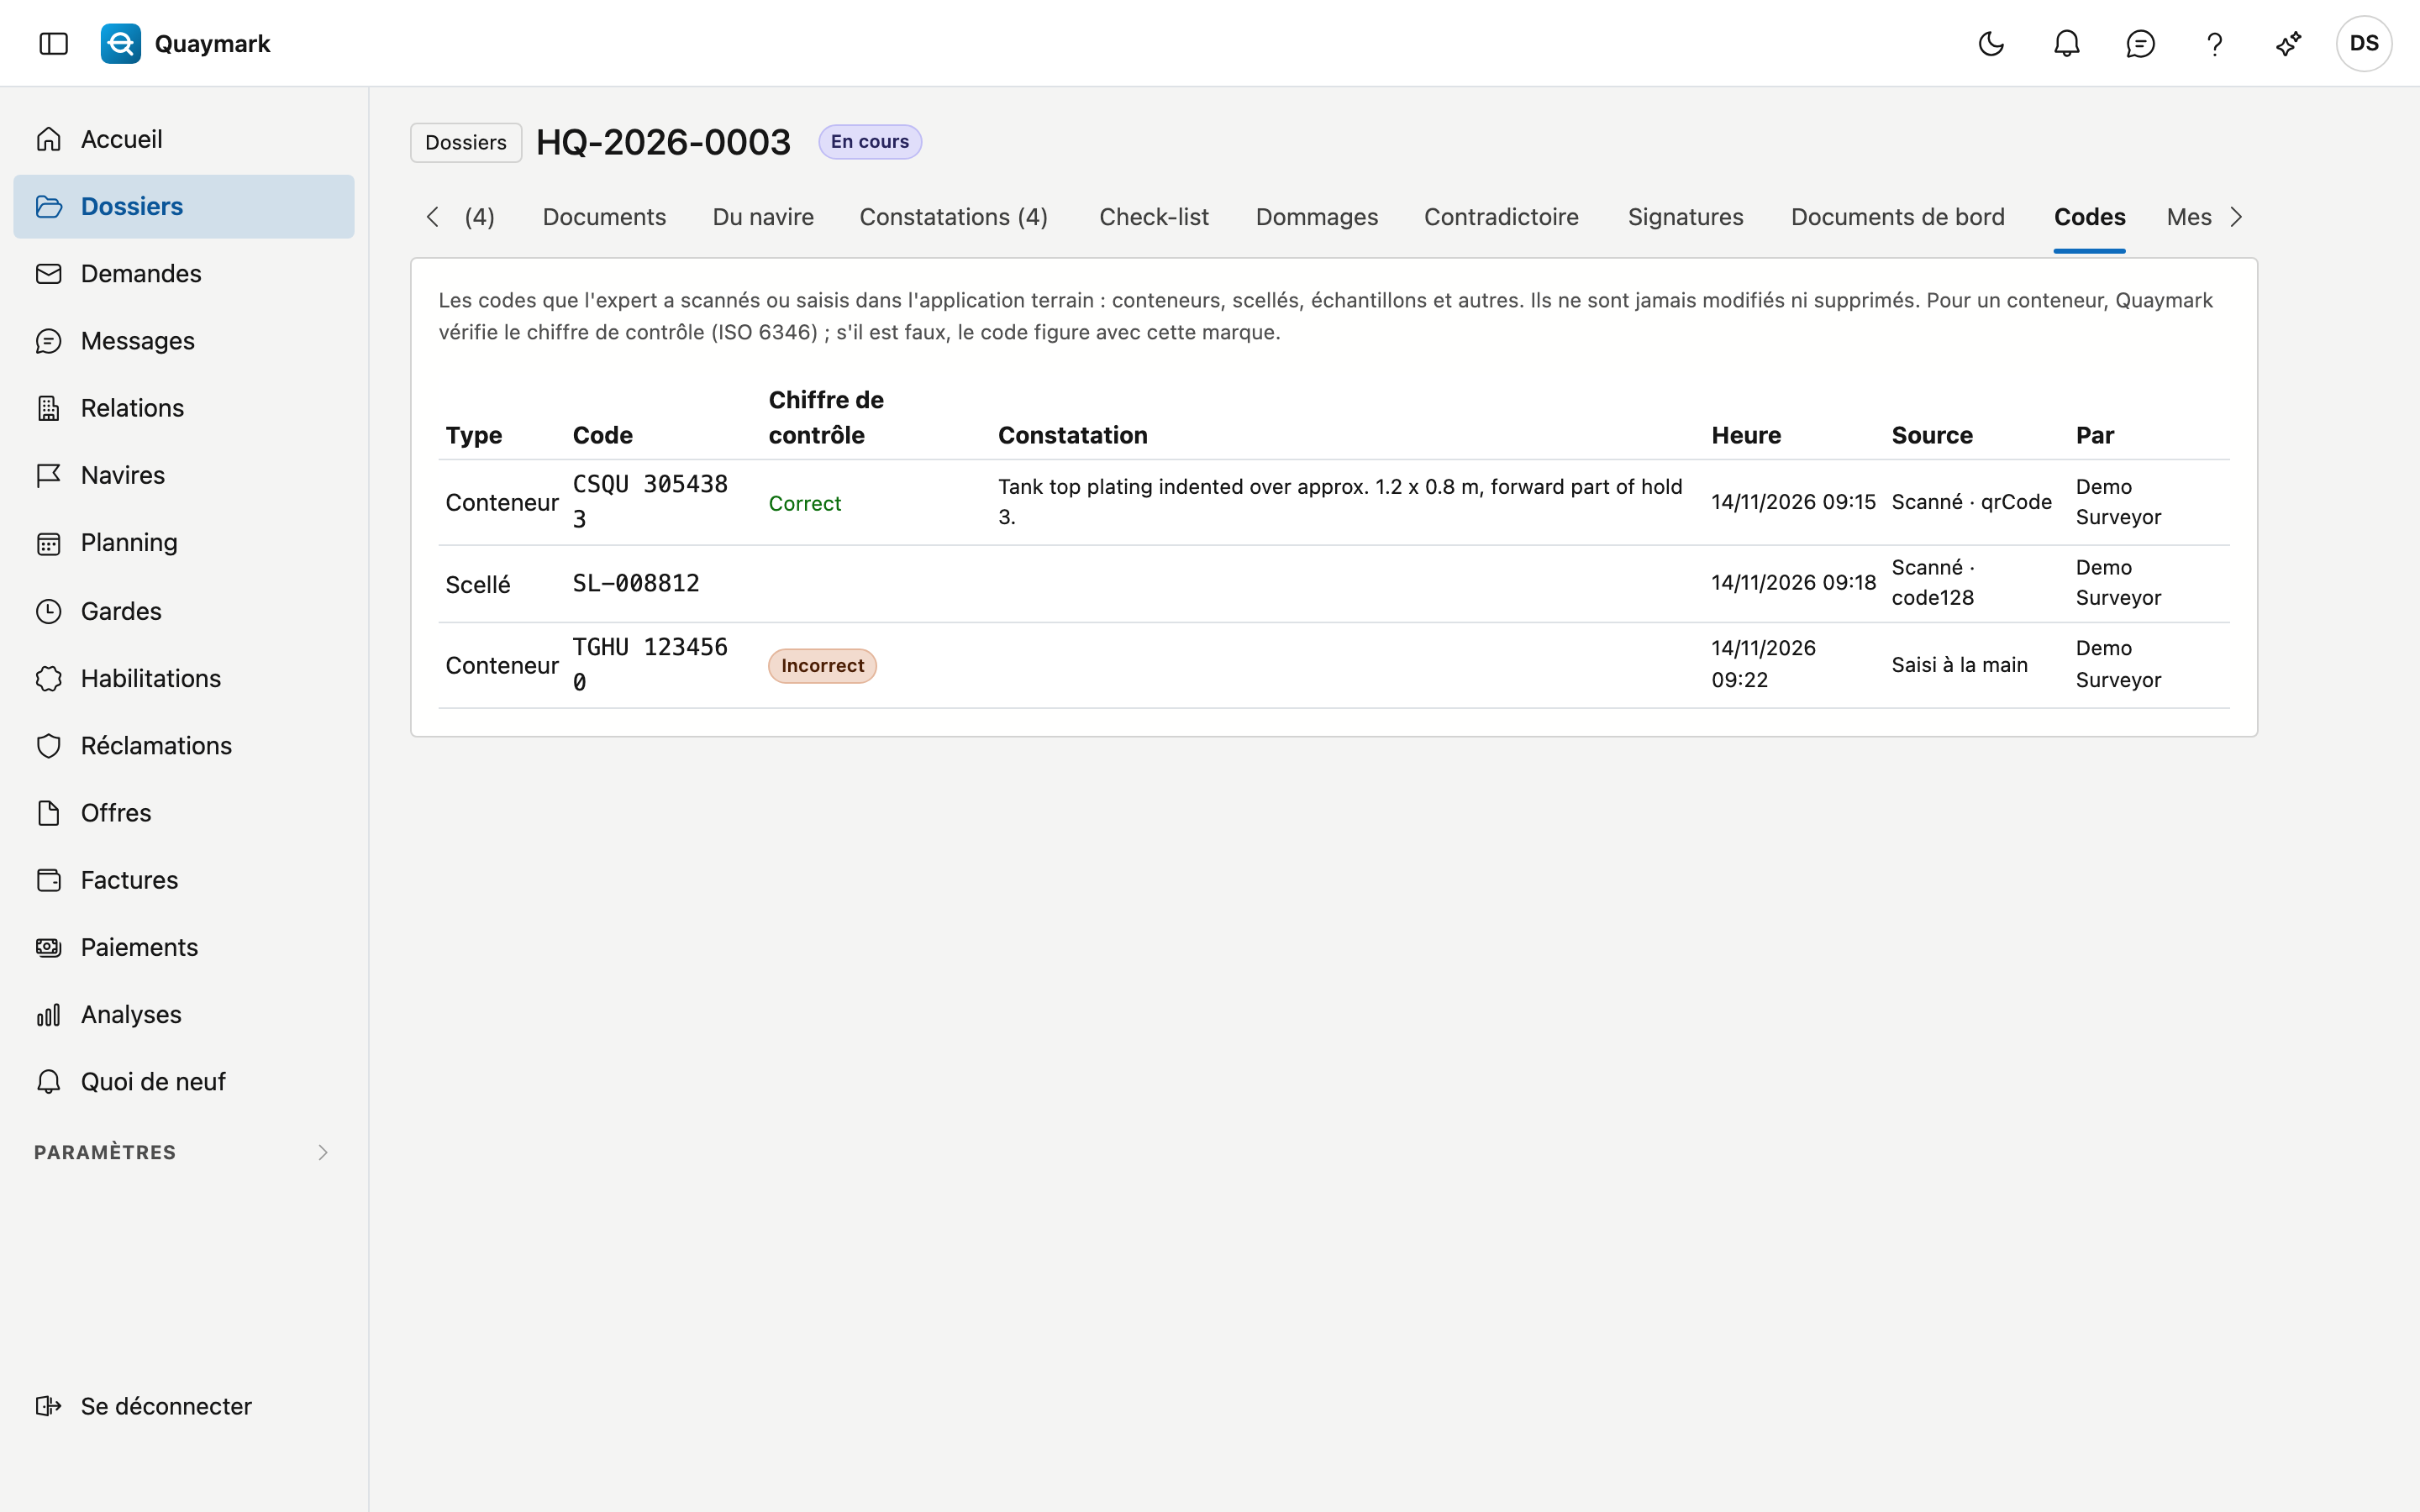 Quaymark
DS
Accueil
Dossiers
Demandes
Messages
Relations
Navires
Planning
Gardes
Habilitations
Réclamations
Offres
Factures
Paiements
Analyses
Quoi de neuf
PARAMÈTRES
Se déconnecter
Dossiers HQ-2026-0003 En cours
(4) Documents Du navire Constatations (4) Check-list Dommages Contradictoire Signatures Documents de bord Codes Mes
Les codes que l'expert a scannés ou saisis dans l'application terrain : conteneurs, scellés, échantillons et autres. Ils ne sont jamais modifiés ni supprimés. Pour un conteneur, Quaymark
vérifie le chiffre de contrôle (ISO 6346) ; s'il est faux, le code figure avec cette marque.
Type Code Chiffre de contrôle Constatation Heure Source Par
Conteneur CSQU 305438 3 Correct Tank top plating indented over approx. 1.2 x 0.8 m, forward part of hold 3. 14/11/2026 09:15 Scanné · qrCode Demo Surveyor
Scellé SL-008812 14/11/2026 09:18 Scanné · code128 Demo Surveyor
Conteneur TGHU 123456 0 Incorrect 14/11/2026 09:22 Saisi à la main Demo Surveyor